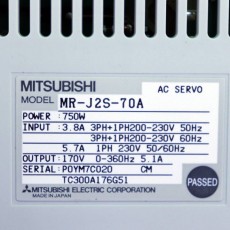 MITSUBISHI
AC SERVO
MODEL MR-J2S-70A
POWER : 750W
INPUT : 3.8A 3PH+1PH200-230V 50Hz
3PH+1PH200-230V 60Hz
5.7A 1PH 230V 50/60Hz
OUTPUT: 170V 0-360Hz 5.1A
SERIAL: P0YM7C020 CM
TC300A176G51
PASSED
MITSUBISHI ELECTRIC CORPORATION
MADE IN JAPAN